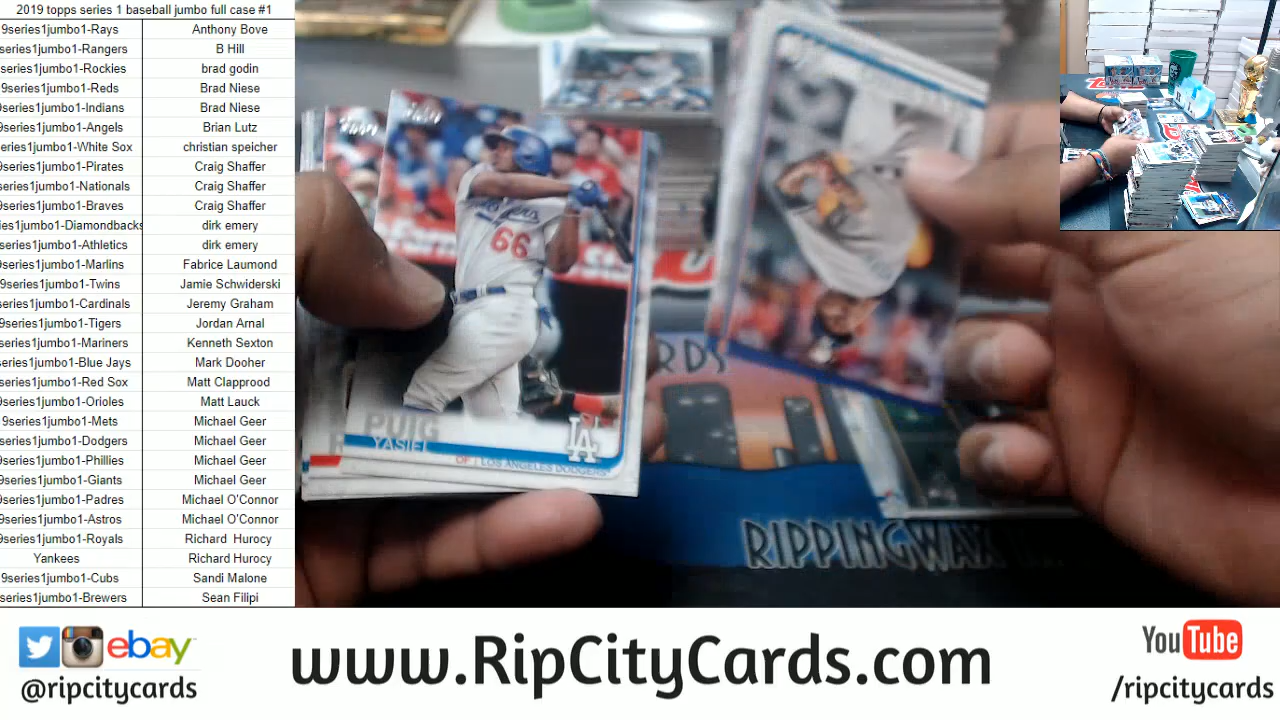 2019 topps series 1 baseball jumbo full case #1
9series1jumbo1-Rays Anthony Bove
series1jumbo1-Rangers B Hill
series1jumbo1-Rockies brad godin
9series1jumbo1-Reds Brad Niese
9series1jumbo1-Indians Brad Niese
9series1jumbo1-Angels Brian Lutz
series1jumbo1-White Sox christian speicher
series1jumbo1-Pirates Craig Shaffer
series1jumbo1-Nationals Craig Shaffer
series1jumbo1-Braves Craig Shaffer
ies1jumbo1-Diamondbacks dirk emery
series1jumbo1-Athletics dirk emery
series1jumbo1-Marlins Fabrice Laumond
9series1jumbo1-Twins Jamie Schwiderski
series1jumbo1-Cardinals Jeremy Graham
9series1jumbo1-Tigers Jordan Arnal
series1jumbo1-Mariners Kenneth Sexton
series1jumbo1-Blue Jays Mark Dooher
series1jumbo1-Red Sox Matt Clapprood
series1jumbo1-Orioles Matt Lauck
9series1jumbo1-Mets Michael Geer
series1jumbo1-Dodgers Michael Geer
series1jumbo1-Phillies Michael Geer
9series1jumbo1-Giants Michael Geer
series1jumbo1-Padres Michael O'Connor
9series1jumbo1-Astros Michael O'Connor
9series1jumbo1-Royals Richard Hurocy
Yankees Richard Hurocy
9series1jumbo1-Cubs Sandi Malone
series1jumbo1-Brewers Sean Filipi
66
PUIG
YASIEL
OF | LOS ANGELES DODGERS
LA
RDS
RIPPINGWAX
ebay
@ripcitycards
www.RipCityCards.com
YouTube
/ripcitycards